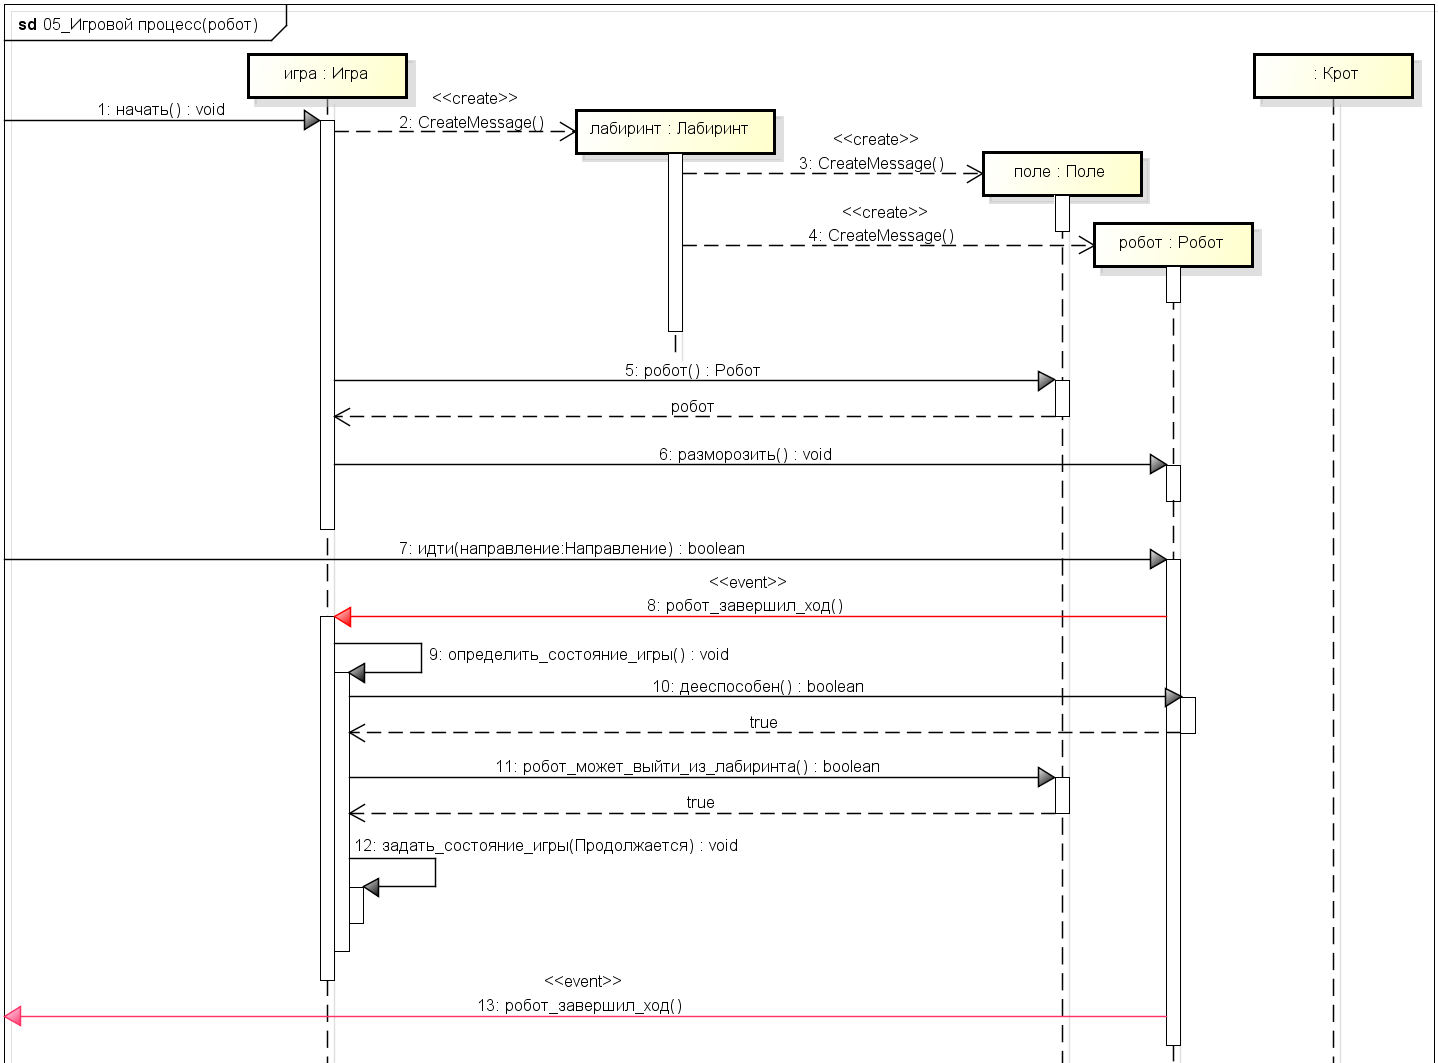 sd 05_Игровой процесс(робот)
игра : Игра
: Крот
<<create>>
1: начать() : void
2: CreateMessage()
лабиринт : Лабиринт
<<create>>
3: CreateMessage()
поле : Поле
<<create>>
4: CreateMessage()
робот : Робот
5: робот() : Робот
робот
6: разморозить() : void
7: идти(направление:Направление) : boolean
<<event>>
8: робот_завершил_ход()
9: определить_состояние_игры() : void
10: дееспособен() : boolean
true
11: робот_может_выйти_из_лабиринта() : boolean
true
12: задать_состояние_игры(Продолжается) : void
<<event>>
13: робот_завершил_ход()